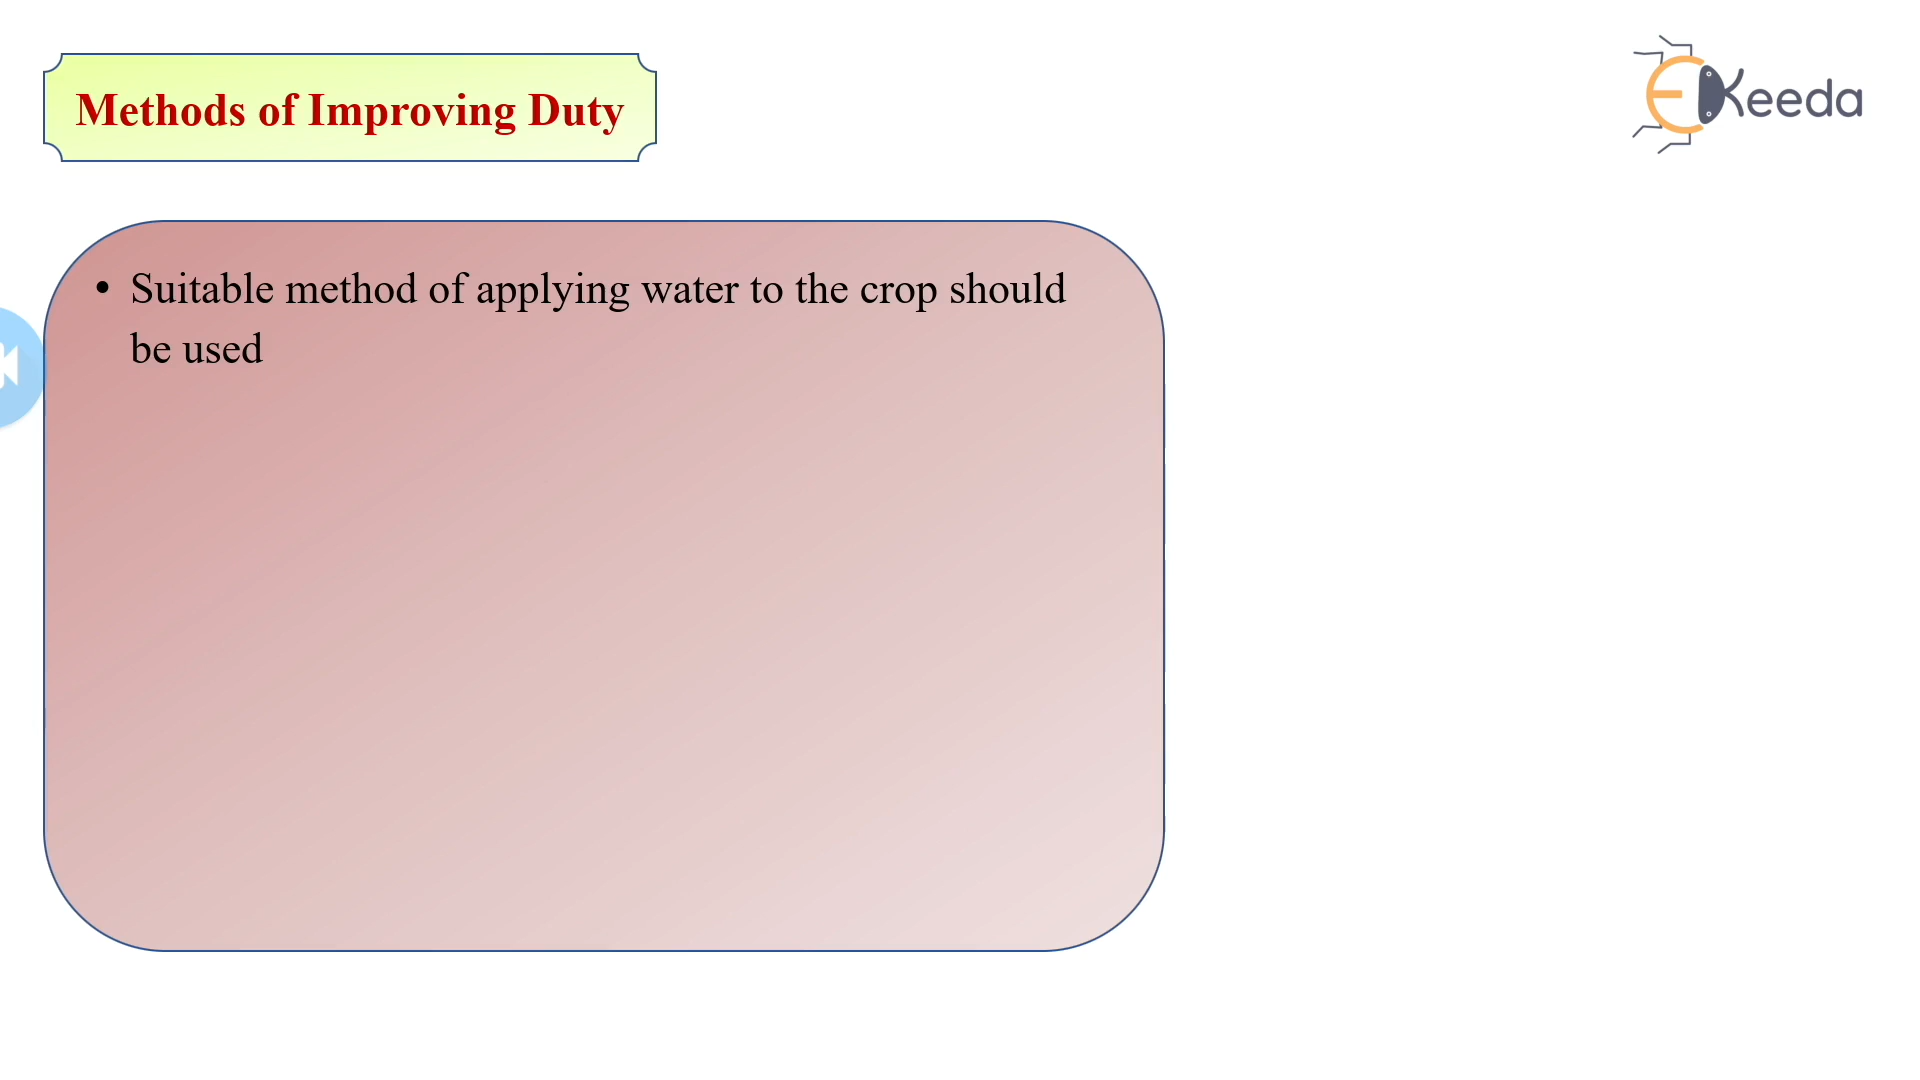 Methods of Improving Duty
EKeeda
• Suitable method of applying water to the crop should
be used